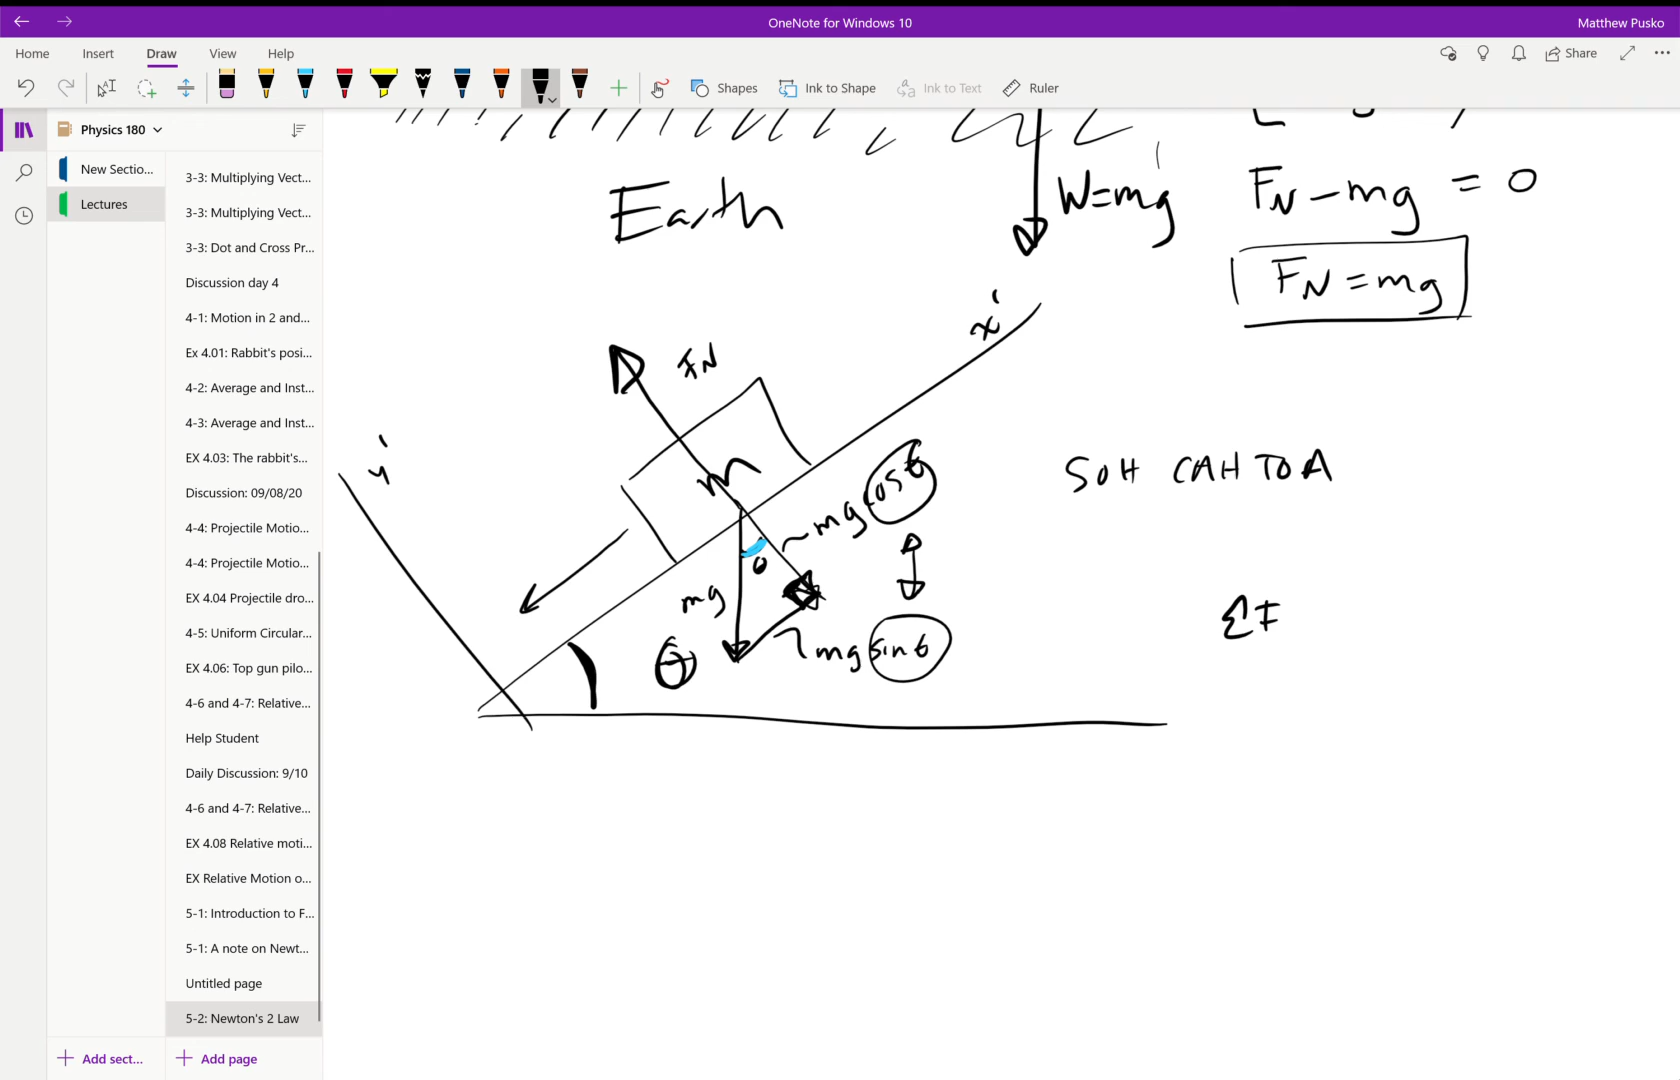 OneNote for Windows 10
Matthew Pusko
Home Insert Draw View Help
Share
Shapes
Ink to Shape
Ink to Text
Ruler
Physics 180
New Sectio...
Lectures
3-3: Multiplying Vect...
3-3: Multiplying Vect...
3-3: Dot and Cross Pr...
Discussion day 4
4-1: Motion in 2 and...
Ex 4.01: Rabbit's posi...
4-2: Average and Inst...
4-3: Average and Inst...
EX 4.03: The rabbit's...
Discussion: 09/08/20
4-4: Projectile Motio...
4-4: Projectile Motio...
EX 4.04 Projectile dro...
4-5: Uniform Circular...
EX 4.06: Top gun pilo...
4-6 and 4-7: Relative...
Help Student
Daily Discussion: 9/10
4-6 and 4-7: Relative...
EX 4.08 Relative moti...
EX Relative Motion o...
5-1: Introduction to F...
5-1: A note on Newt...
Untitled page
5-2: Newton's 2 Law
Add sect...
Add page
Earth
W=mg
FN - mg = 0
FN = mg
x'
y'
FN
m
mg cos θ
θ
mg
mg sin θ
θ
SOH CAH TOA
ΣF